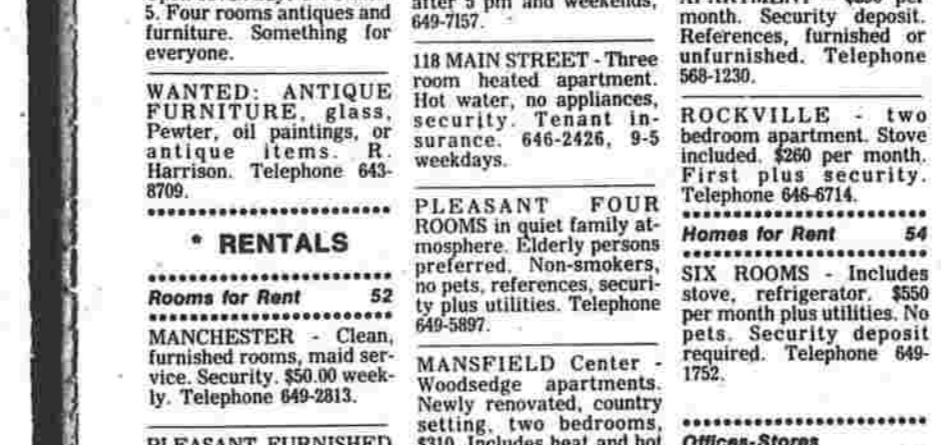 5. Four rooms antiques and
furniture. Something for
everyone.
WANTED: ANTIQUE
FURNITURE, glass,
Pewter, oil paintings, or
antique items. R.
Harrison. Telephone 643-
8709.
* RENTALS
Rooms for Rent 52
MANCHESTER - Clean,
furnished rooms, maid ser-
vice. Security. $50.00 week-
ly. Telephone 649-2813.
PLEASANT FURNISHED
after 5 pm and weekends,
649-7157.
118 MAIN STREET - Three
room heated apartment.
Hot water, no appliances,
security. Tenant in-
surance. 646-2426, 9-5
weekdays.
PLEASANT FOUR
ROOMS in quiet family at-
mosphere. Elderly persons
preferred. Non-smokers,
no pets, references, securi-
ty plus utilities. Telephone
649-5897.
MANSFIELD Center -
Woodsedge apartments.
Newly renovated, country
setting, two bedrooms,
$310. Includes heat and hot
month. Security deposit.
References, furnished or
unfurnished. Telephone
568-1230.
ROCKVILLE - two
bedroom apartment. Stove
included. $260 per month.
First plus security.
Telephone 646-6714.
Homes for Rent 54
SIX ROOMS - Includes
stove, refrigerator. $550
per month plus utilities. No
pets. Security deposit
required. Telephone 649-
1752.
Offices-Stores